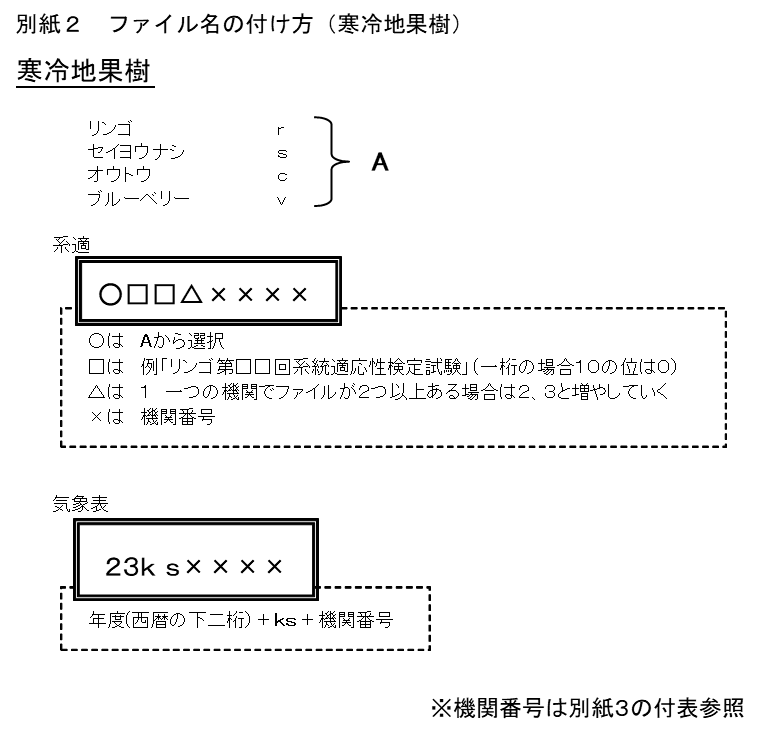 別紙２　ファイル名の付け方（寒冷地果樹）
寒冷地果樹
リンゴ　r
セイヨウナシ　s
オウトウ　c
ブルーベリー　v
A
系適
〇□□△××××
〇は　Aから選択
□は　例「リンゴ第□□回系統適応性検定試験」（一桁の場合１０の位は０）
△は　１　一つの機関でファイルが２つ以上ある場合は２、３と増やしていく
×は　機関番号
気象表
23ks××××
年度(西暦の下二桁)＋ks＋機関番号
※機関番号は別紙3の付表参照